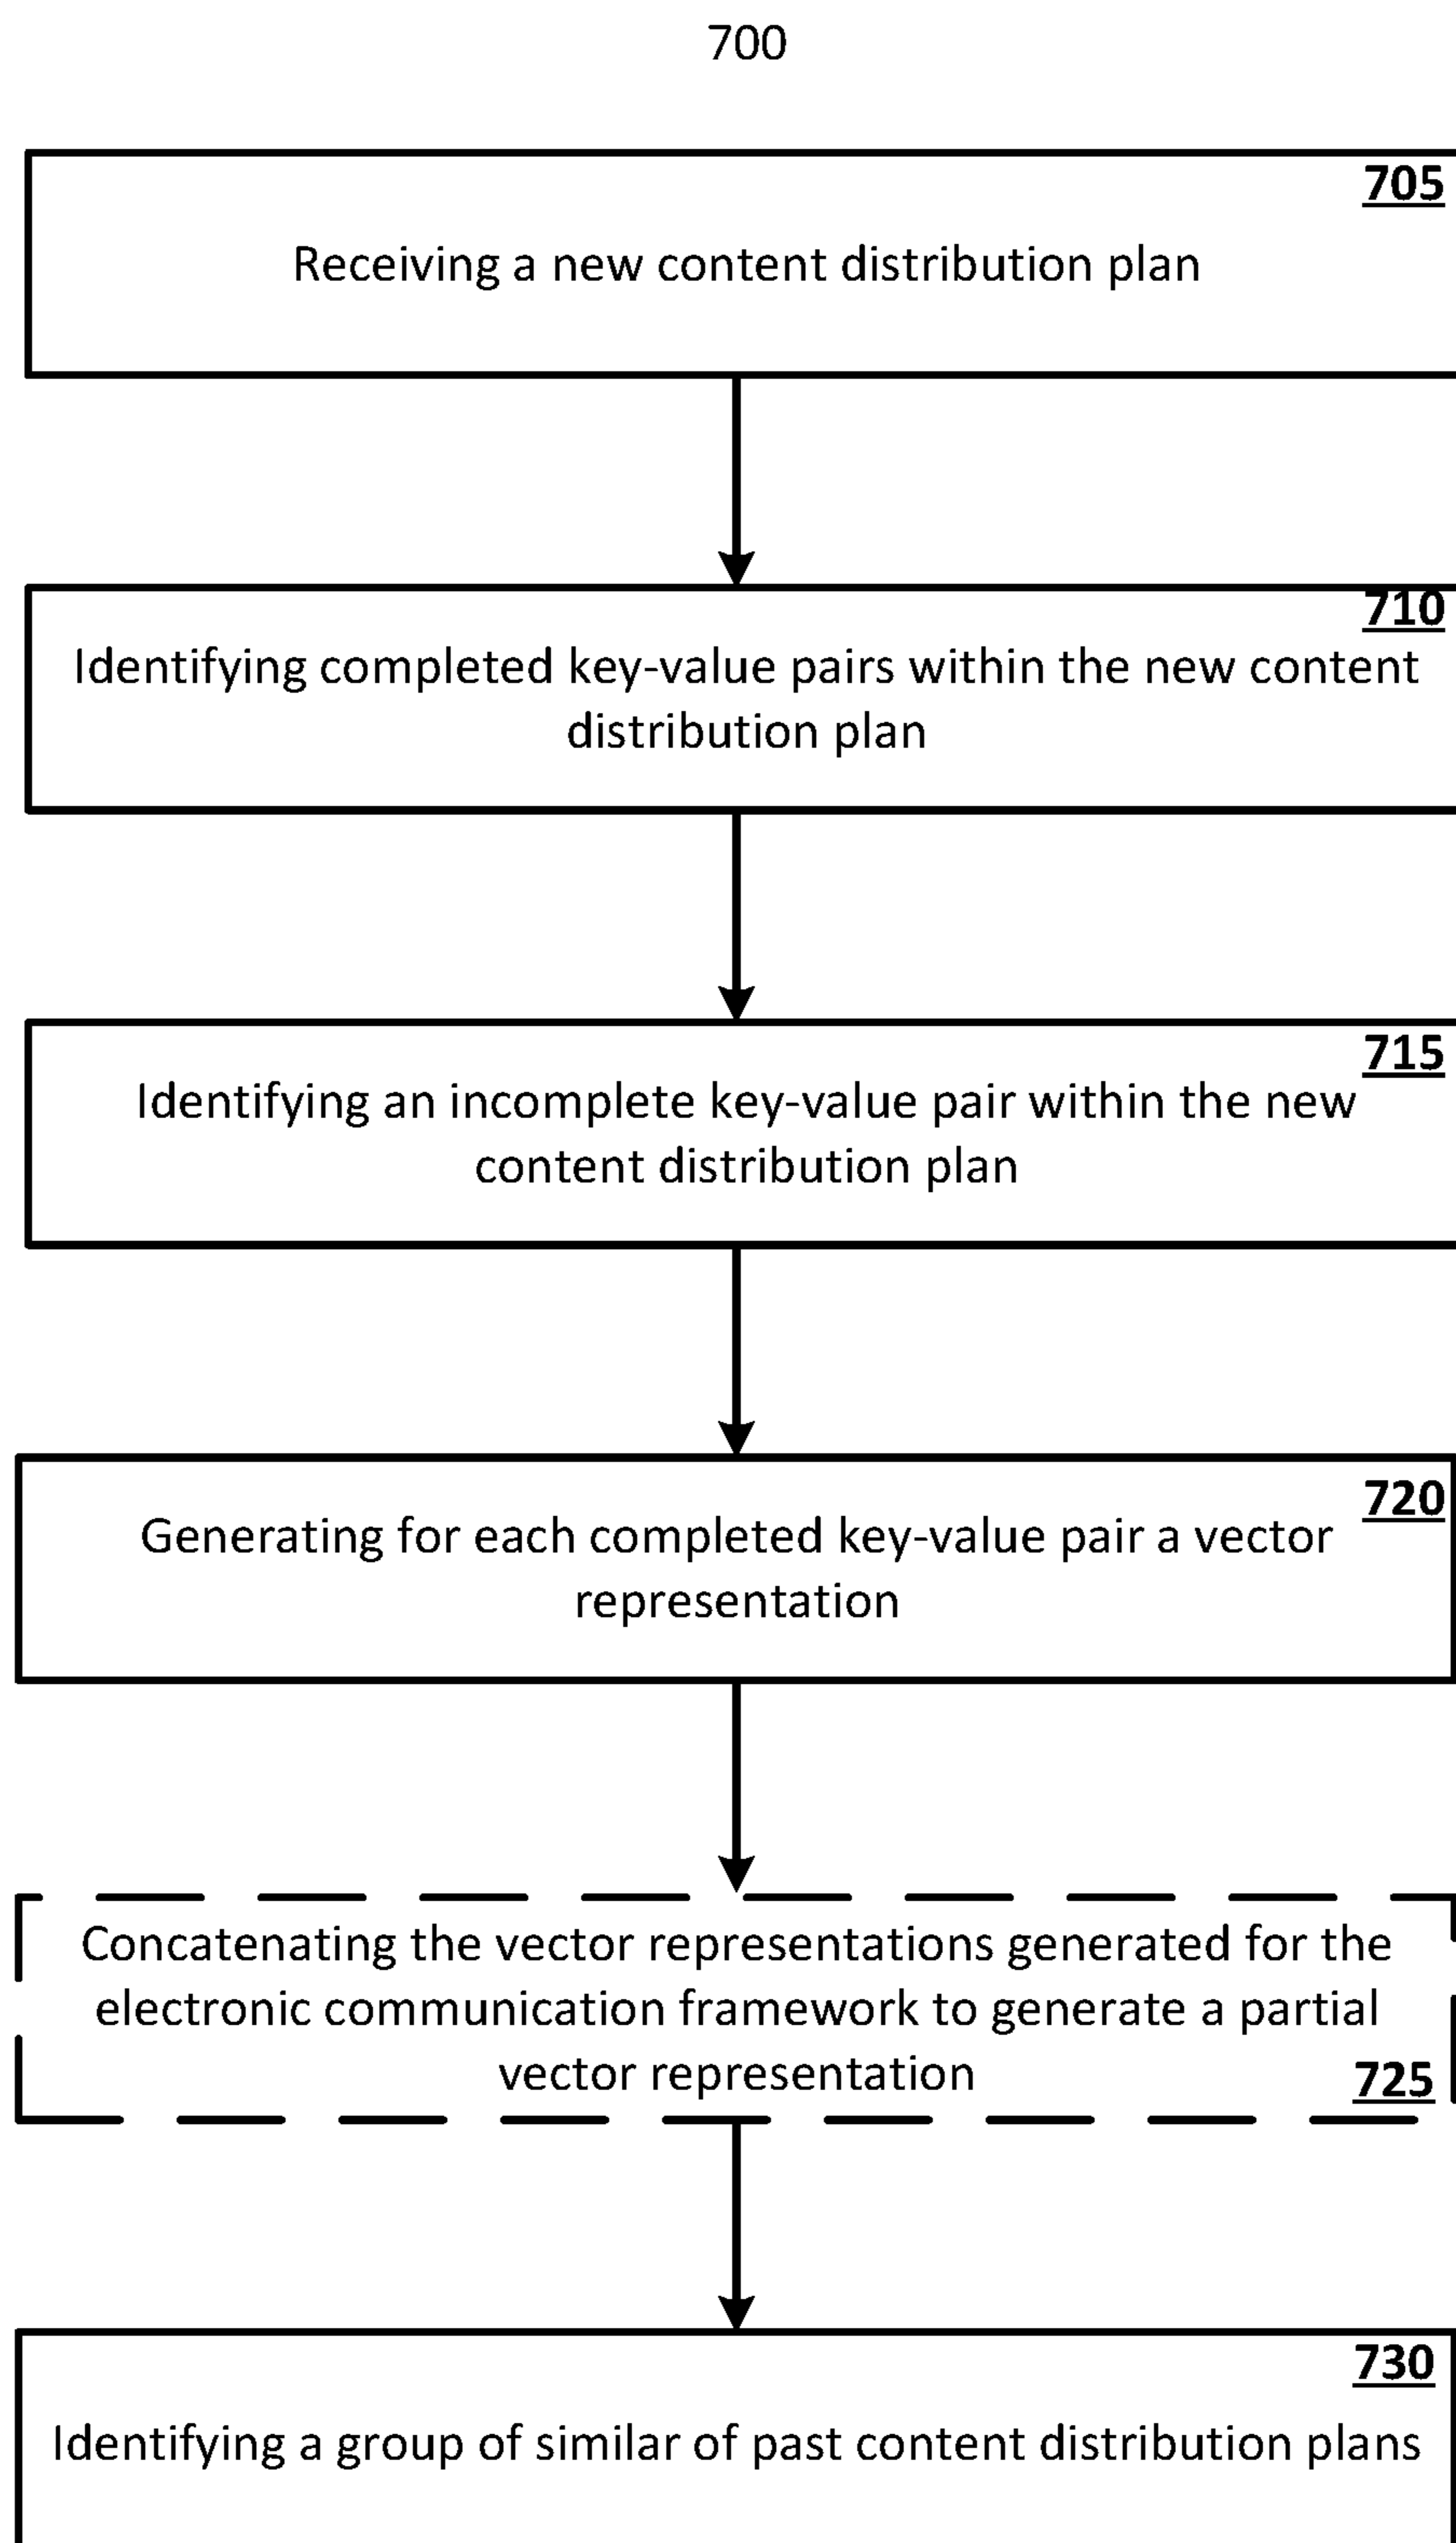 700
705
Receiving a new content distribution plan
710
Identifying completed key-value pairs within the new content
distribution plan
715
Identifying an incomplete key-value pair within the new
content distribution plan
720
Generating for each completed key-value pair a vector
representation
Concatenating the vector representations generated for the
electronic communication framework to generate a partial
vector representation
725
730
Identifying a group of similar of past content distribution plans